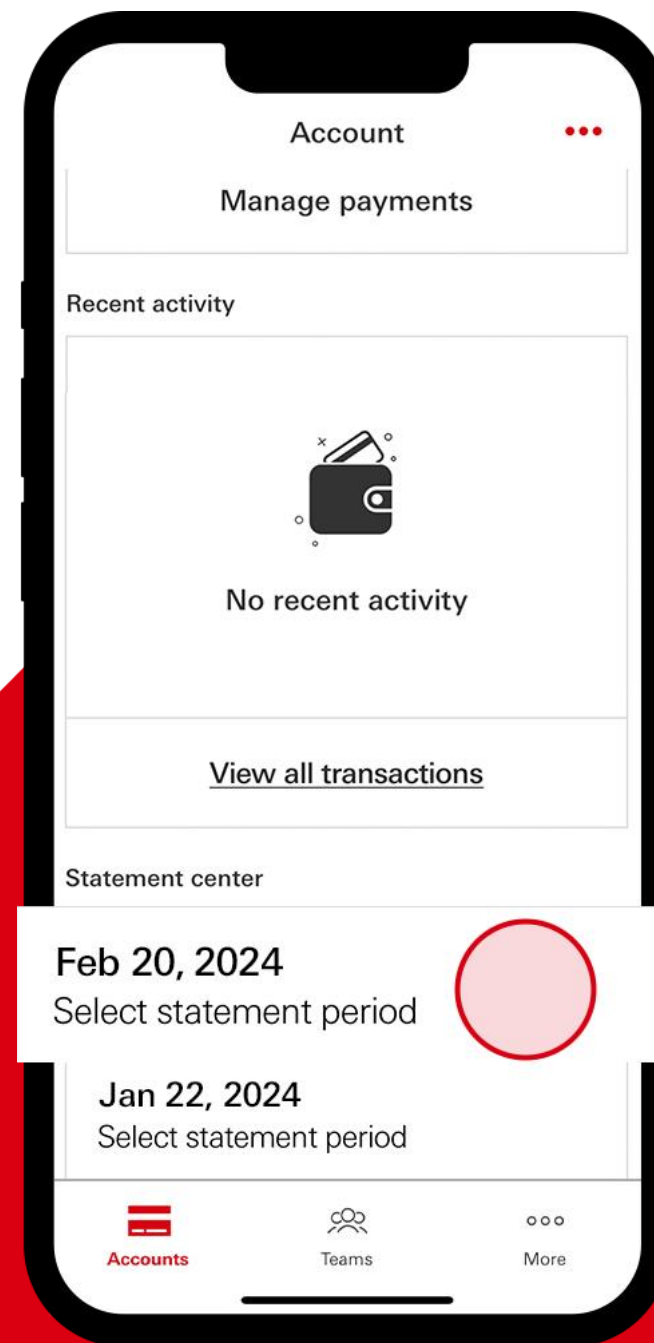 Account
Manage payments
Recent activity
No recent activity
View all transactions
Statement center
Feb 20, 2024
Select statement period
Jan 22, 2024
Select statement period
Accounts
Teams
More